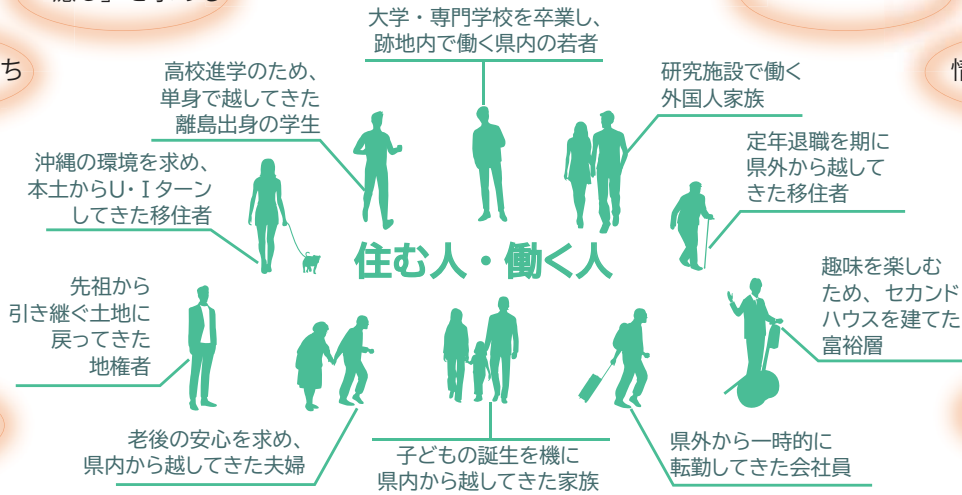 大学・専門学校を卒業し、
跡地内で働く県内の若者
ち
高校進学のため、
単身で越してきた
離島出身の学生
研究施設で働く
外国人家族
定年退職を期に
県外から越して
きた移住者
沖縄の環境を求め、
本土からU・Iターン
してきた移住者
住む人・働く人
先祖から
引き継ぐ土地に
戻ってきた
地権者
趣味を楽しむ
ため、セカンド
ハウスを建てた
富裕層
老後の安心を求め、
県内から越してきた夫婦
子どもの誕生を機に
県内から越してきた家族
県外から一時的に
転勤してきた会社員